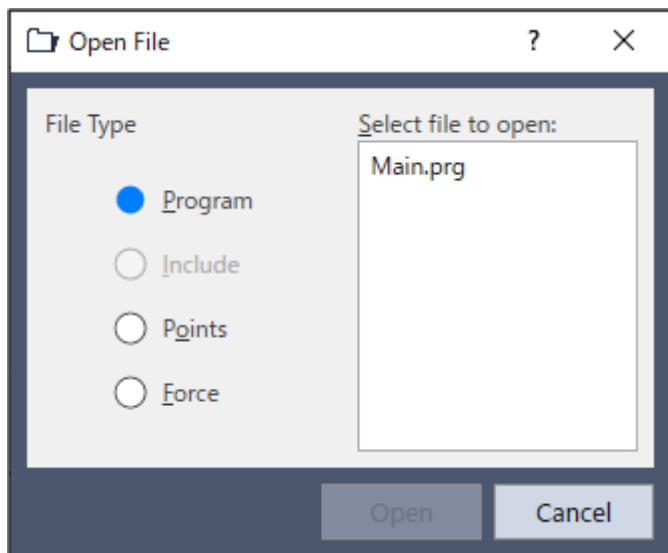 Open File
?
File Type
Select file to open:
Main.prg
Program
Include
Points
Force
Open
Cancel